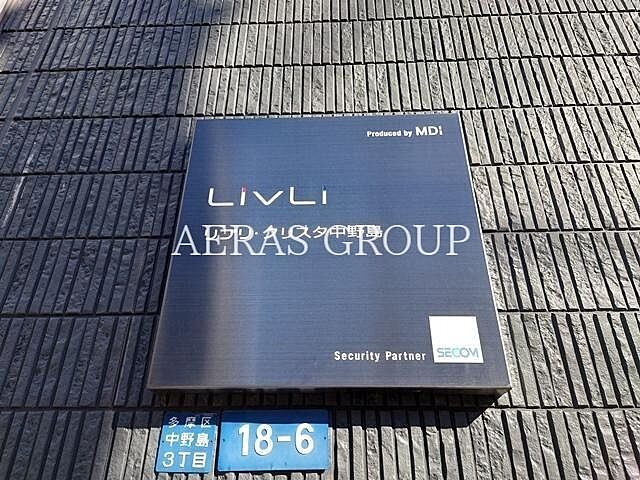 Produced by MDi
LivLi
リブリ・クリスタ中野島
AERAS GROUP
Security Partner
SECOM
多摩区
中野島
3丁目
18-6